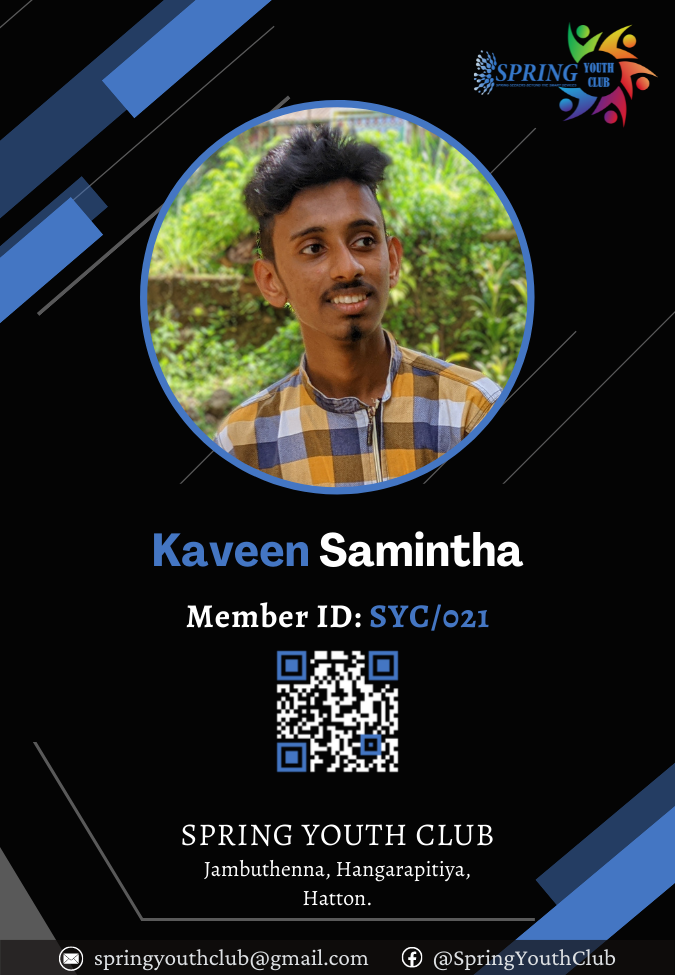 SPRING YOUTH
CLUB
Kaveen Samintha
Member ID: SYC/021
SPRING YOUTH CLUB
Jambuthenna, Hangarapitiya,
Hatton.
springyouthclub@gmail.com @SpringYouthClub